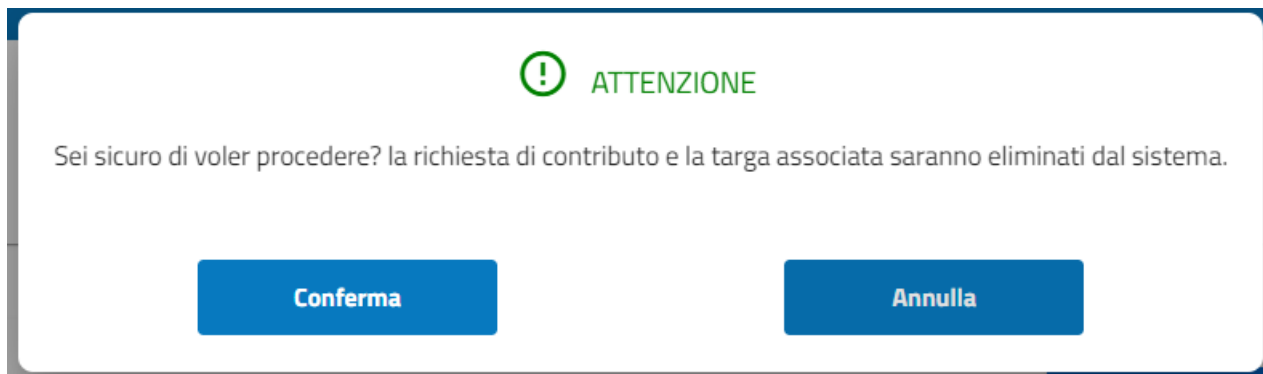 ATTENZIONE
Sei sicuro di voler procedere? la richiesta di contributo e la targa associata saranno eliminati dal sistema.
Conferma
Annulla